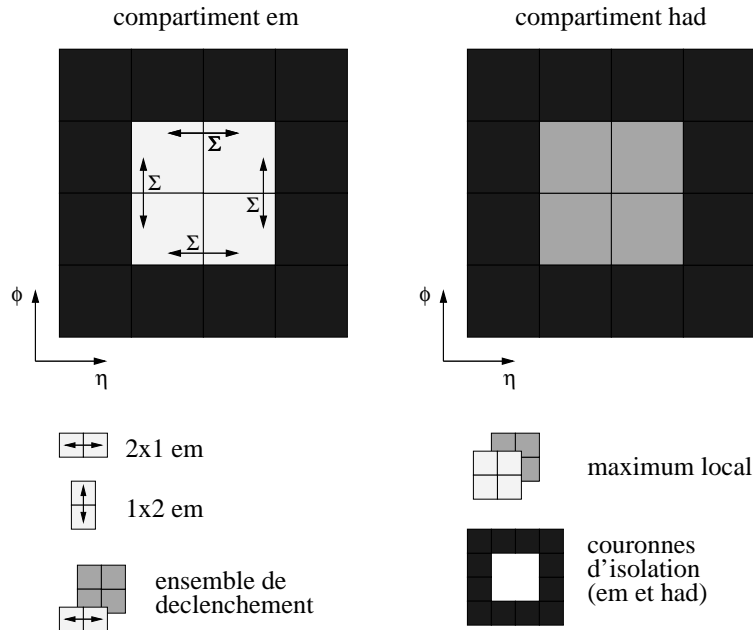 compartiment em
compartiment had
Σ
Σ
Σ
Σ
ϕ
η
ϕ
η
2x1 em
1x2 em
ensemble de
declenchement
maximum local
couronnes
d'isolation
(em et had)